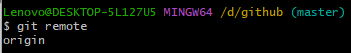 Lenovo@DESKTOP-5L127U5 MINGW64 /d/github (master)
$ git remote
origin